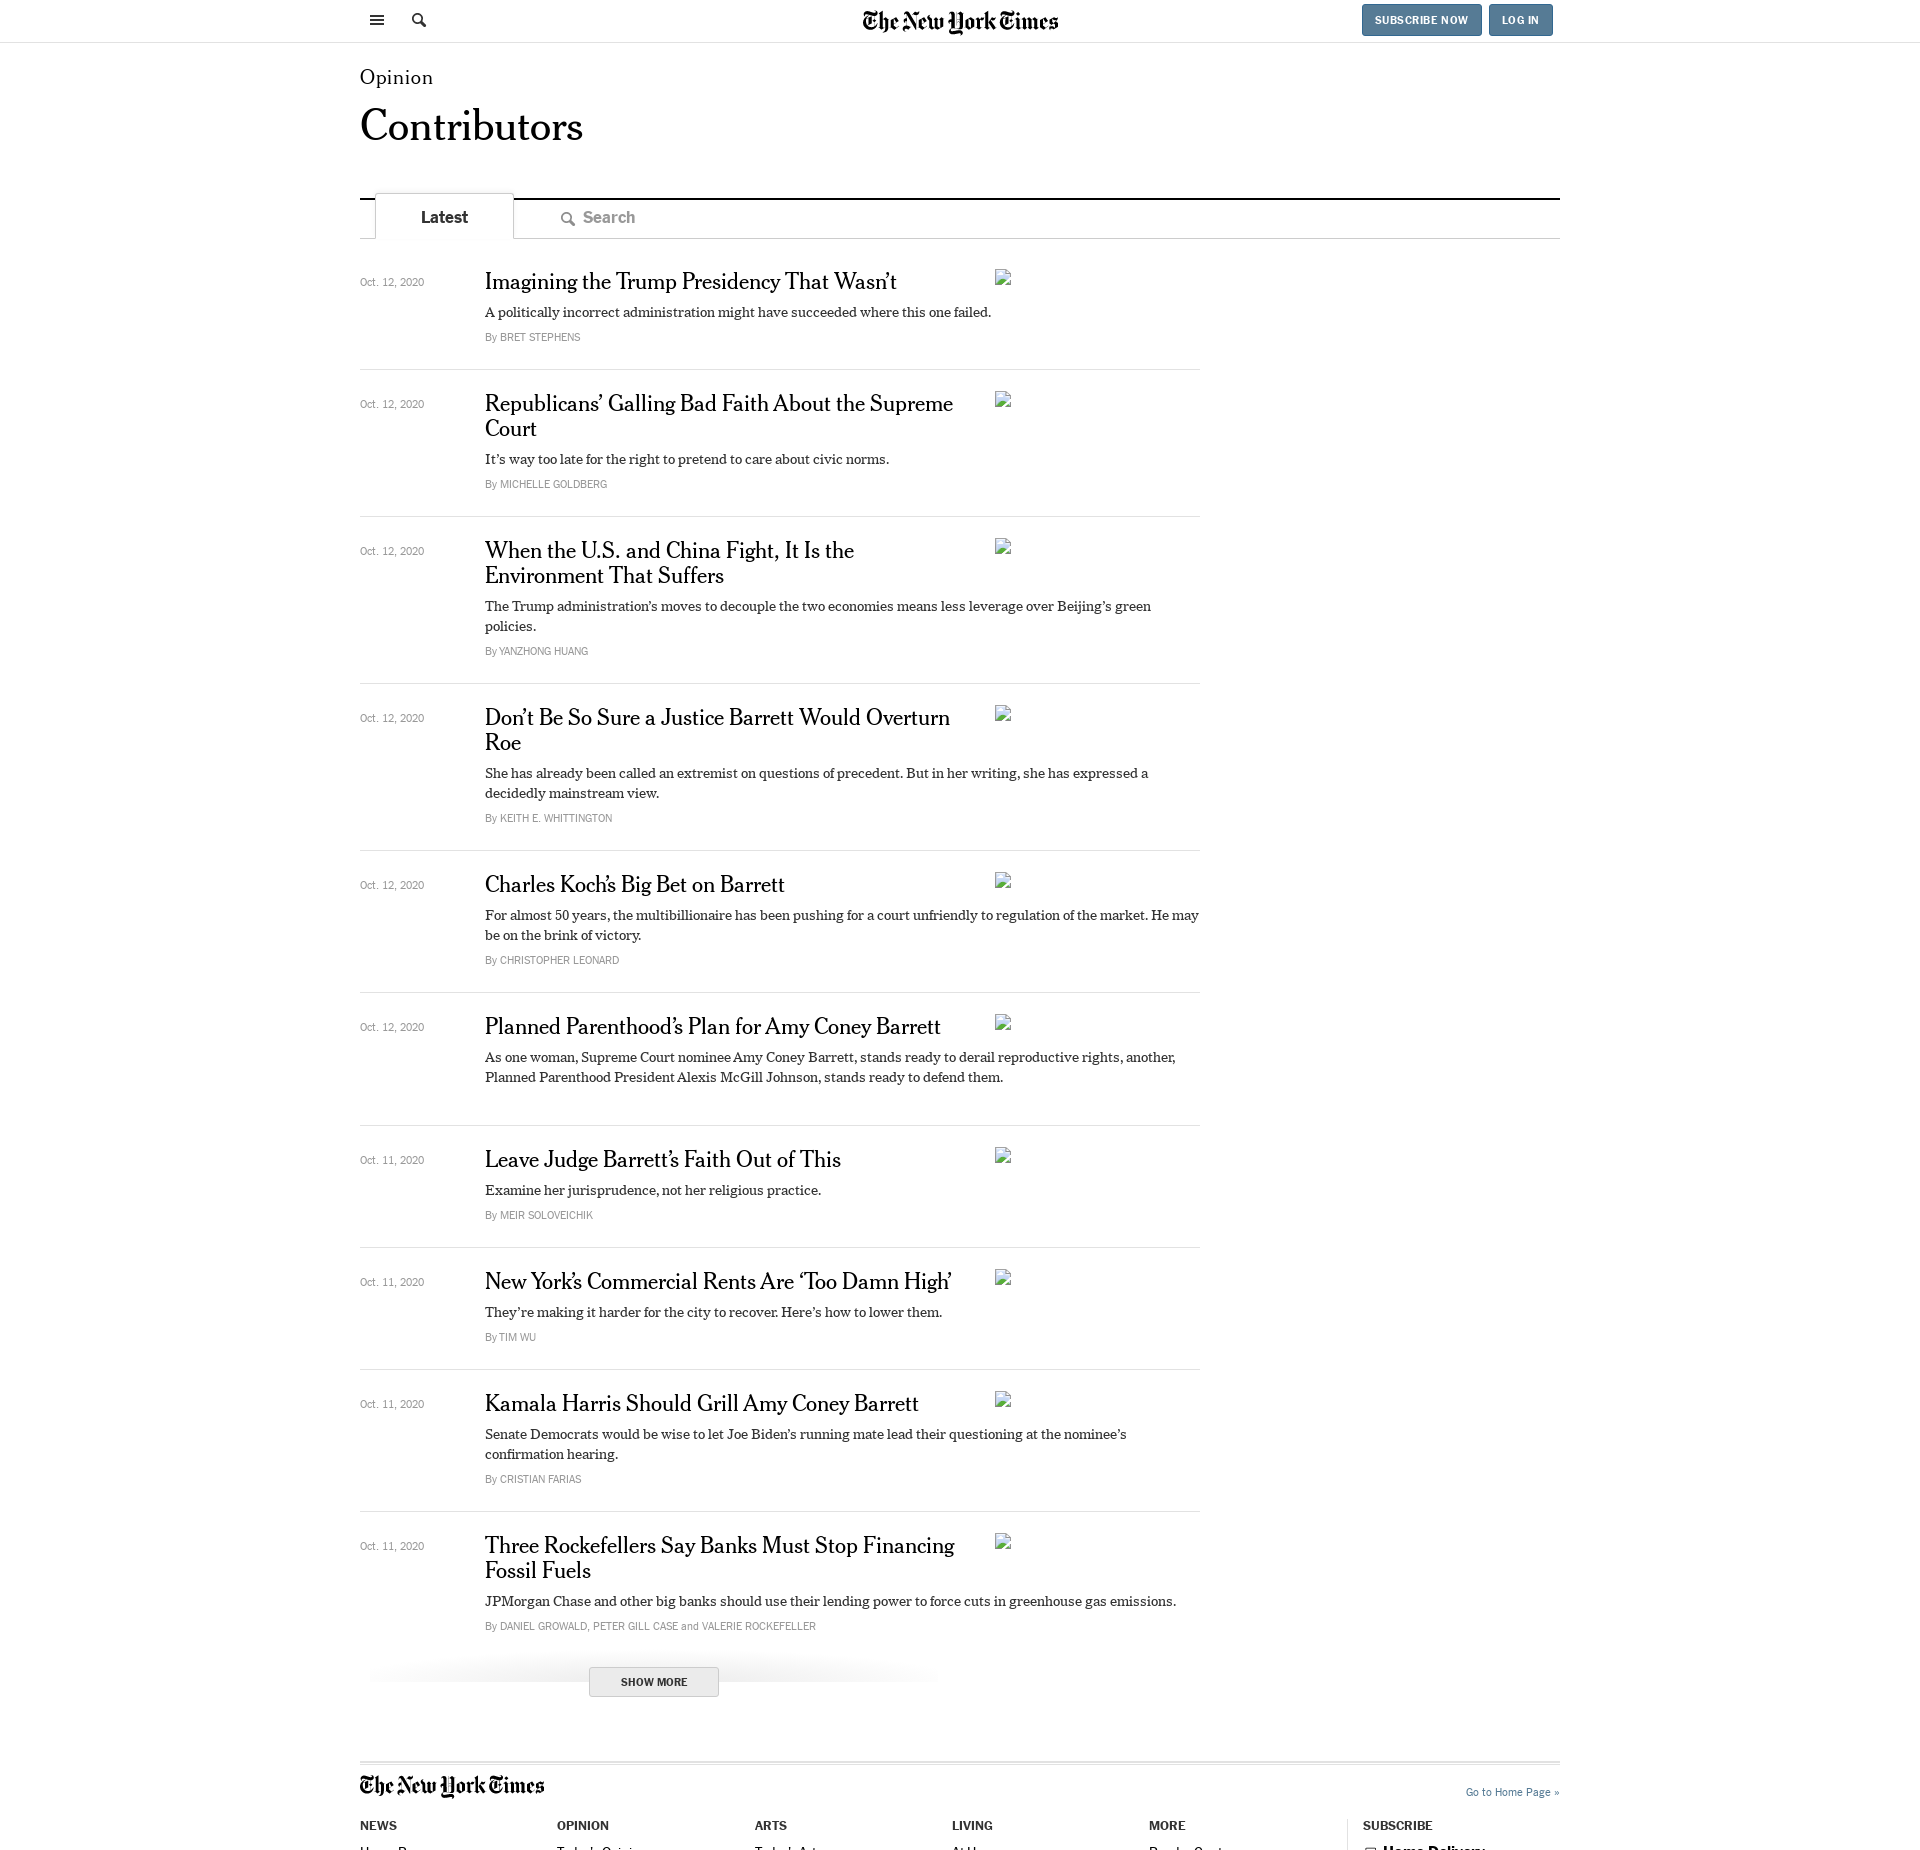 The New York Times
SUBSCRIBE NOW
LOG IN
Opinion
Contributors
Latest
Search
Oct. 12, 2020
Imagining the Trump Presidency That Wasn’t
A politically incorrect administration might have succeeded where this one failed.
By BRET STEPHENS
Oct. 12, 2020
Republicans’ Galling Bad Faith About the Supreme
Court
It’s way too late for the right to pretend to care about civic norms.
By MICHELLE GOLDBERG
Oct. 12, 2020
When the U.S. and China Fight, It Is the
Environment That Suffers
The Trump administration’s moves to decouple the two economies means less leverage over Beijing’s green
policies.
By YANZHONG HUANG
Oct. 12, 2020
Don’t Be So Sure a Justice Barrett Would Overturn
Roe
She has already been called an extremist on questions of precedent. But in her writing, she has expressed a
decidedly mainstream view.
By KEITH E. WHITTINGTON
Oct. 12, 2020
Charles Koch’s Big Bet on Barrett
For almost 50 years, the multibillionaire has been pushing for a court unfriendly to regulation of the market. He may
be on the brink of victory.
By CHRISTOPHER LEONARD
Oct. 12, 2020
Planned Parenthood’s Plan for Amy Coney Barrett
As one woman, Supreme Court nominee Amy Coney Barrett, stands ready to derail reproductive rights, another,
Planned Parenthood President Alexis McGill Johnson, stands ready to defend them.
Oct. 11, 2020
Leave Judge Barrett’s Faith Out of This
Examine her jurisprudence, not her religious practice.
By MEIR SOLOVEICHIK
Oct. 11, 2020
New York’s Commercial Rents Are ‘Too Damn High’
They’re making it harder for the city to recover. Here’s how to lower them.
By TIM WU
Oct. 11, 2020
Kamala Harris Should Grill Amy Coney Barrett
Senate Democrats would be wise to let Joe Biden’s running mate lead their questioning at the nominee’s
confirmation hearing.
By CRISTIAN FARIAS
Oct. 11, 2020
Three Rockefellers Say Banks Must Stop Financing
Fossil Fuels
JPMorgan Chase and other big banks should use their lending power to force cuts in greenhouse gas emissions.
By DANIEL GROWALD, PETER GILL CASE and VALERIE ROCKEFELLER
SHOW MORE
The New York Times
Go to Home Page »
NEWS
OPINION
ARTS
LIVING
MORE
SUBSCRIBE
Home Delivery